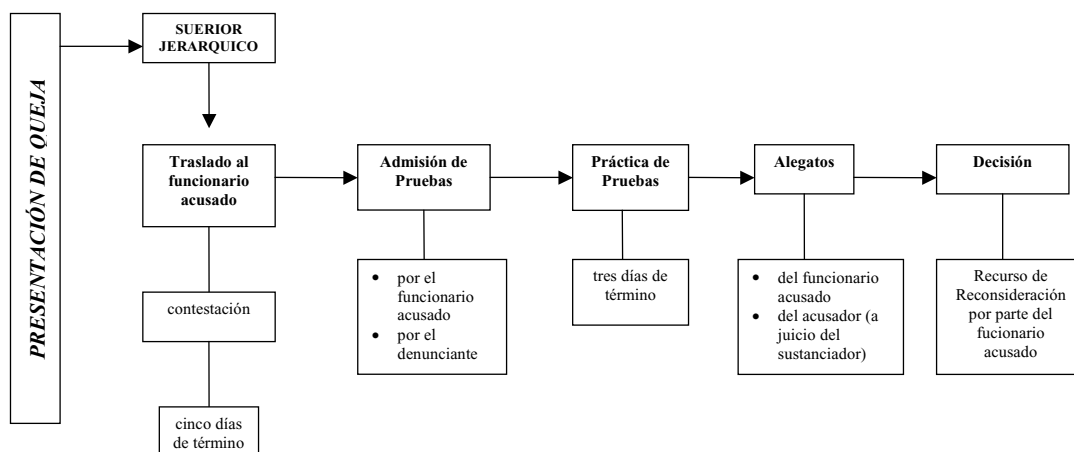 PRESENTACIÓN DE QUEJA
SUERIOR
JERARQUICO
Traslado al
funcionario
acusado
contestación
cinco días
de término
Admisión de
Pruebas
• por el
funcionario
acusado
• por el
denunciante
Práctica de
Pruebas
tres días de
término
Alegatos
• del funcionario
acusado
• del acusador (a
juicio del
sustanciador)
Decisión
Recurso de
Reconsideración
por parte del
fucionario
acusado